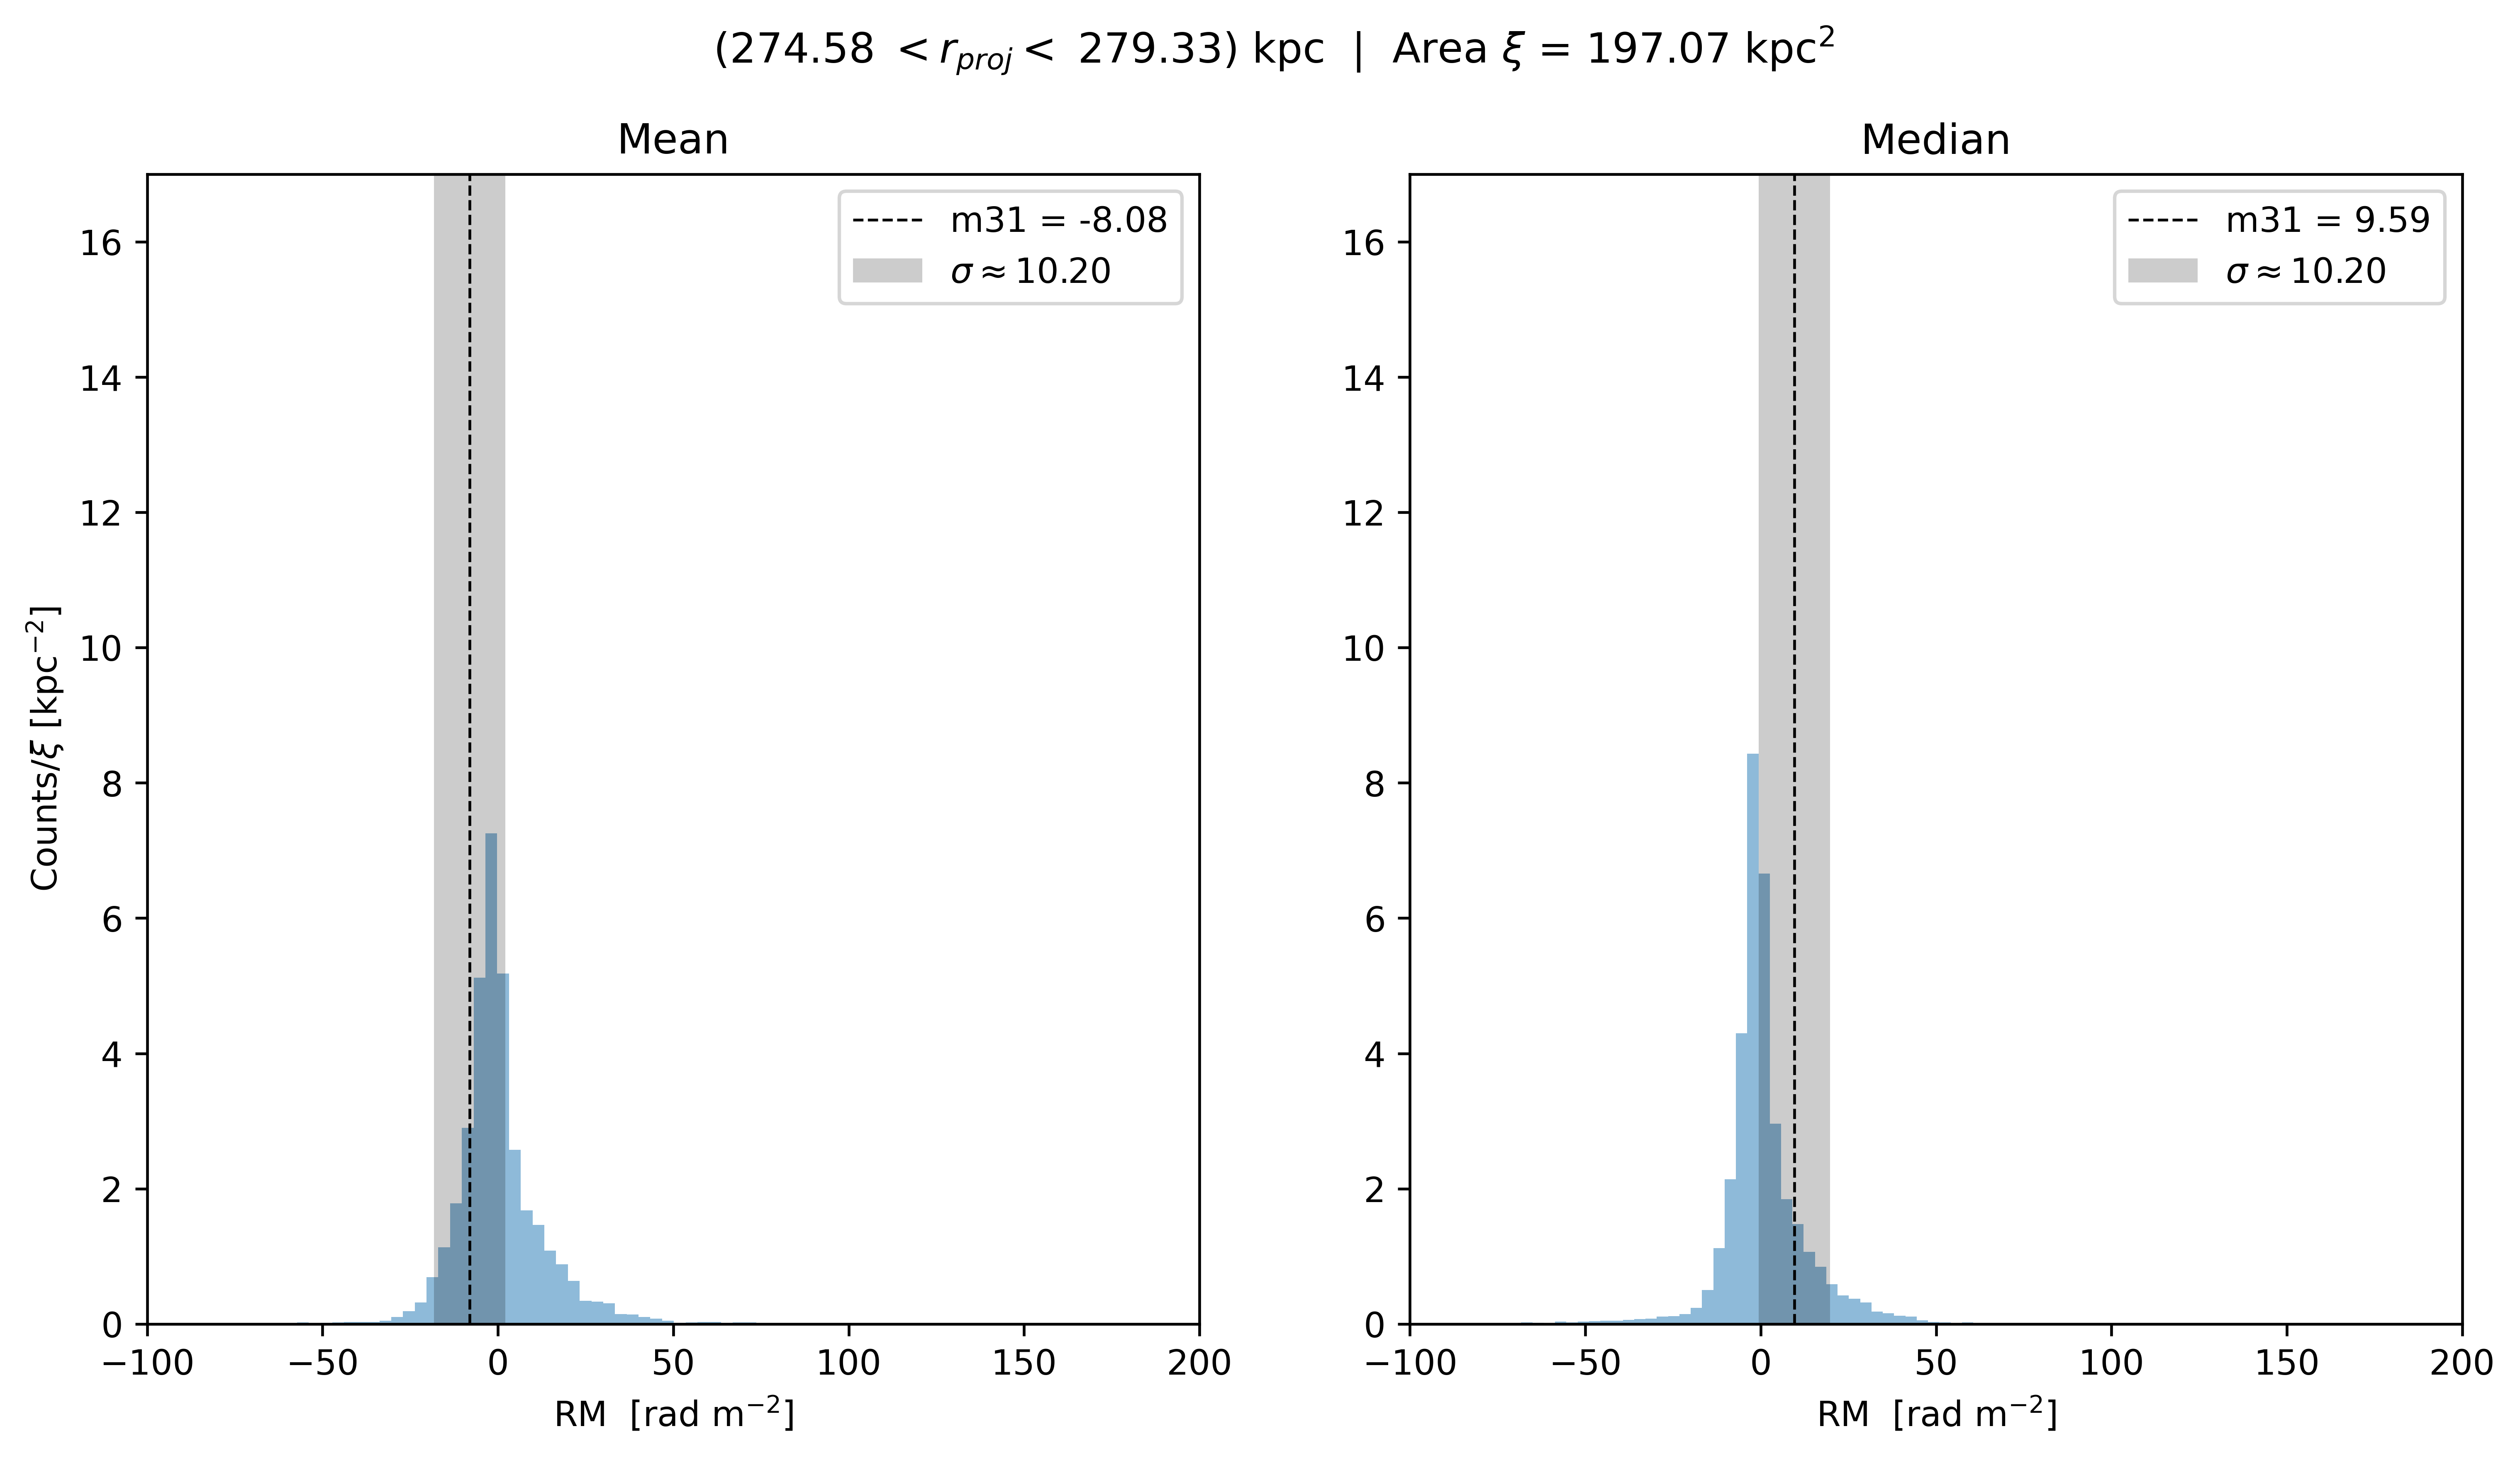 (274.58 < r_proj < 279.33) kpc | Area ξ = 197.07 kpc²
Mean
m31 = -8.08
σ ≈ 10.20
16
14
12
10
8
6
4
2
0
Counts/ξ [kpc⁻²]
−100 −50 0 50 100 150 200
RM [rad m⁻²]
Median
m31 = 9.59
σ ≈ 10.20
16
14
12
10
8
6
4
2
0
−100 −50 0 50 100 150 200
RM [rad m⁻²]